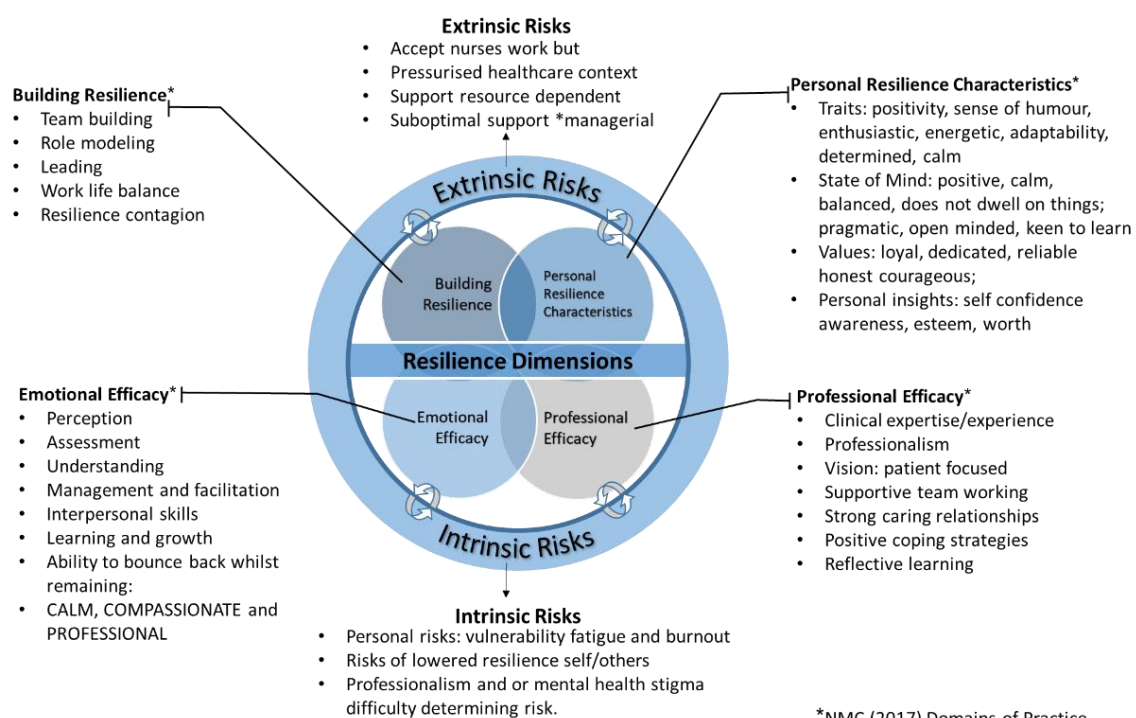 Extrinsic Risks
• Accept nurses work but
• Pressurised healthcare context
• Support resource dependent
• Suboptimal support *managerial
Building Resilience*
• Team building
• Role modeling
• Leading
• Work life balance
• Resilience contagion
Personal Resilience Characteristics*
• Traits: positivity, sense of humour,
enthusiastic, energetic, adaptability,
determined, calm
• State of Mind: positive, calm,
balanced, does not dwell on things;
pragmatic, open minded, keen to learn
• Values: loyal, dedicated, reliable
honest courageous;
• Personal insights: self confidence
awareness, esteem, worth
Extrinsic Risks
Building
Resilience
Personal
Resilience
Characteristics
Resilience Dimensions
Emotional
Efficacy
Professional
Efficacy
Intrinsic Risks
Emotional Efficacy*
• Perception
• Assessment
• Understanding
• Management and facilitation
• Interpersonal skills
• Learning and growth
• Ability to bounce back whilst
remaining:
• CALM, COMPASSIONATE and
PROFESSIONAL
Professional Efficacy*
• Clinical expertise/experience
• Professionalism
• Vision: patient focused
• Supportive team working
• Strong caring relationships
• Positive coping strategies
• Reflective learning
Intrinsic Risks
• Personal risks: vulnerability fatigue and burnout
• Risks of lowered resilience self/others
• Professionalism and or mental health stigma
difficulty determining risk.
*NMC (2017) Domains of Practice